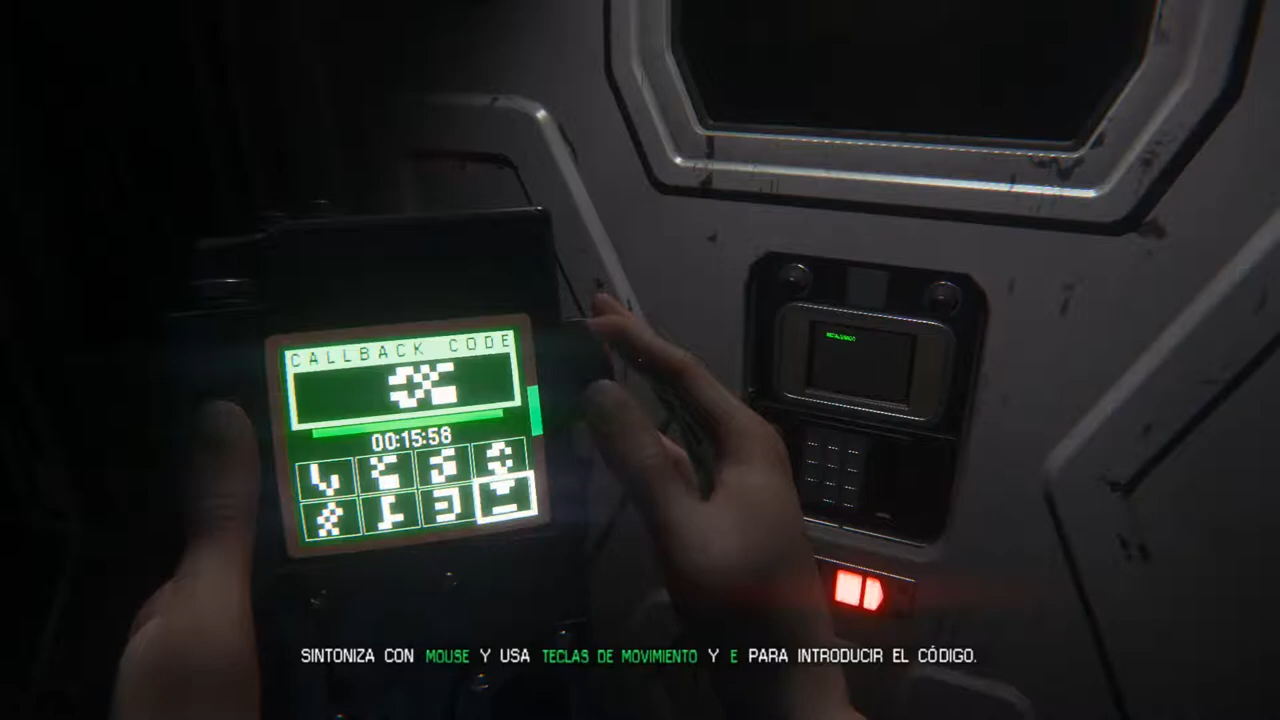 CALLBACK CODE
00:15:58
SINTONIZA CON MOUSE Y USA TECLAS DE MOVIMIENTO Y E PARA INTRODUCIR EL CÓDIGO.